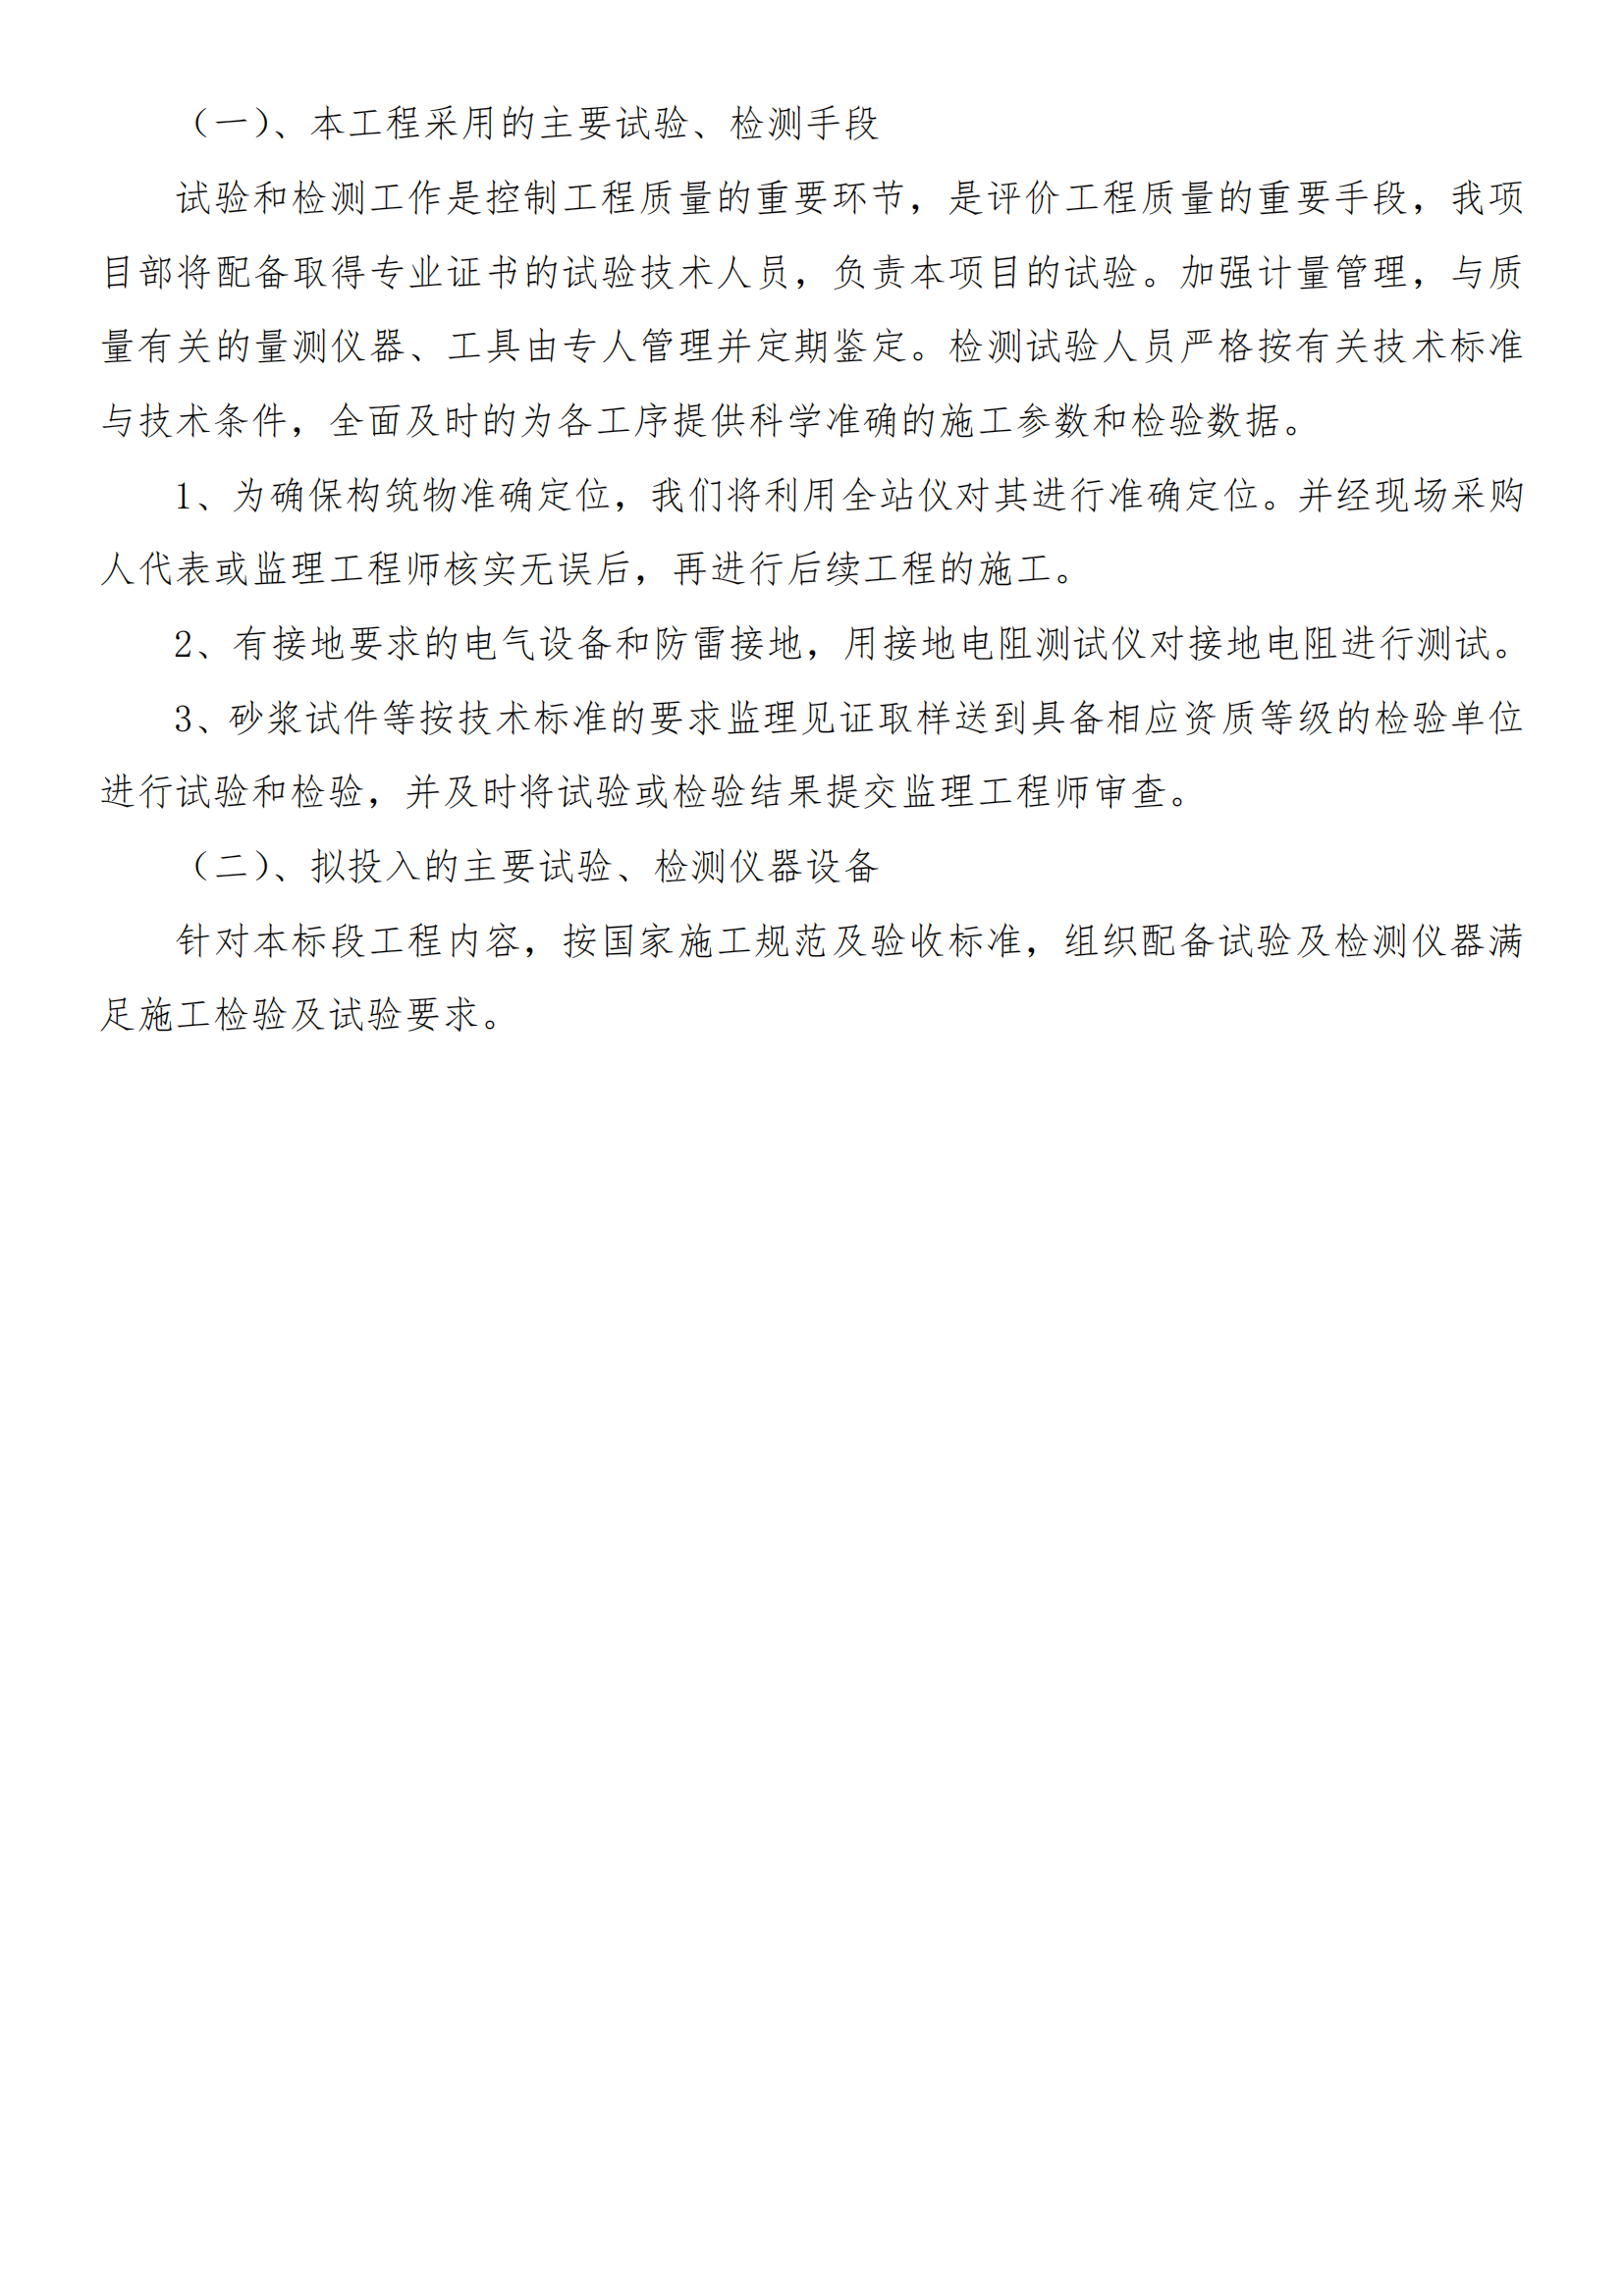 （一）、本工程采用的主要试验、检测手段
试验和检测工作是控制工程质量的重要环节，是评价工程质量的重要手段，我项
目部将配备取得专业证书的试验技术人员，负责本项目的试验。加强计量管理，与质
量有关的量测仪器、工具由专人管理并定期鉴定。检测试验人员严格按有关技术标准
与技术条件，全面及时的为各工序提供科学准确的施工参数和检验数据。
1、为确保构筑物准确定位，我们将利用全站仪对其进行准确定位。并经现场采购
人代表或监理工程师核实无误后，再进行后续工程的施工。
2、有接地要求的电气设备和防雷接地，用接地电阻测试仪对接地电阻进行测试。
3、砂浆试件等按技术标准的要求监理见证取样送到具备相应资质等级的检验单位
进行试验和检验，并及时将试验或检验结果提交监理工程师审查。
（二）、拟投入的主要试验、检测仪器设备
针对本标段工程内容，按国家施工规范及验收标准，组织配备试验及检测仪器满
足施工检验及试验要求。